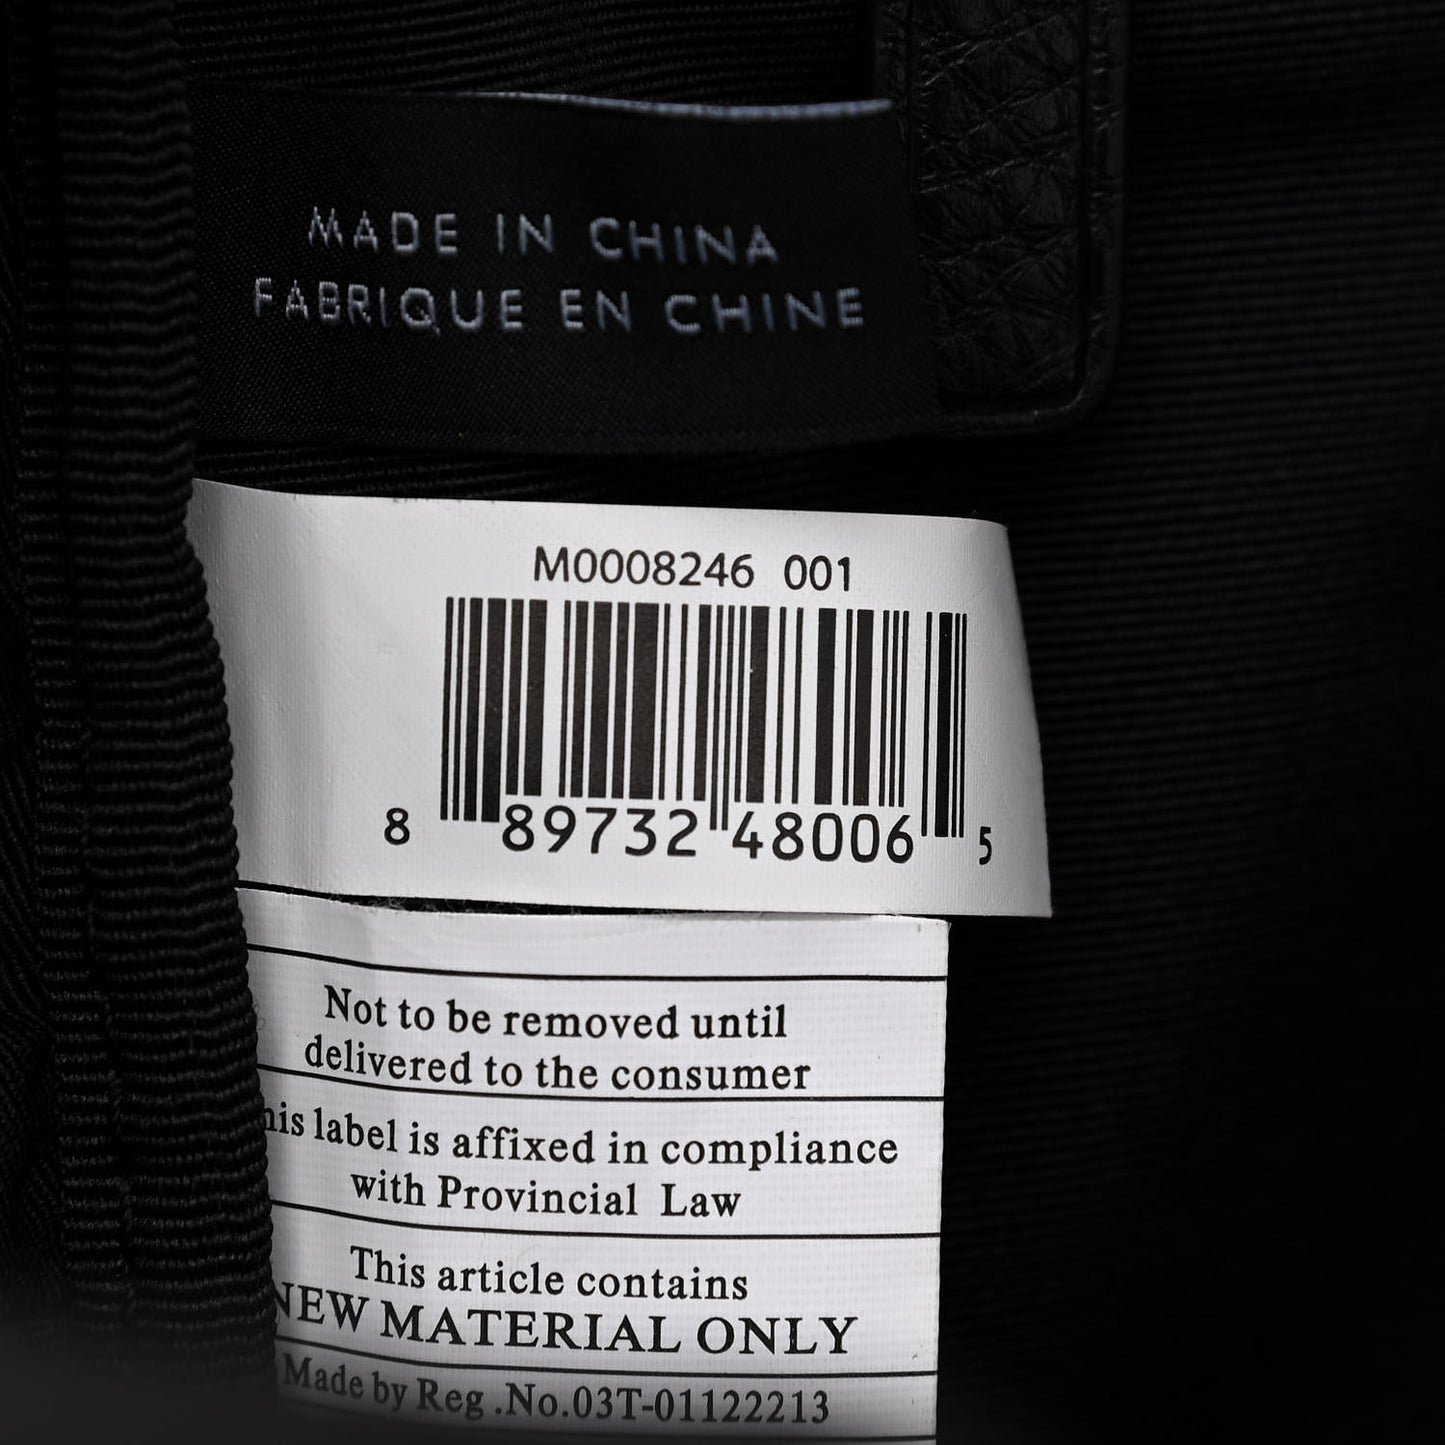 MADE IN CHINA
FABRIQUE EN CHINE
M0008246 001
8 89732 48006 5
Not to be removed until
delivered to the consumer
his label is affixed in compliance
with Provincial Law
This article contains
NEW MATERIAL ONLY
Made by Reg .No.03T-01122213